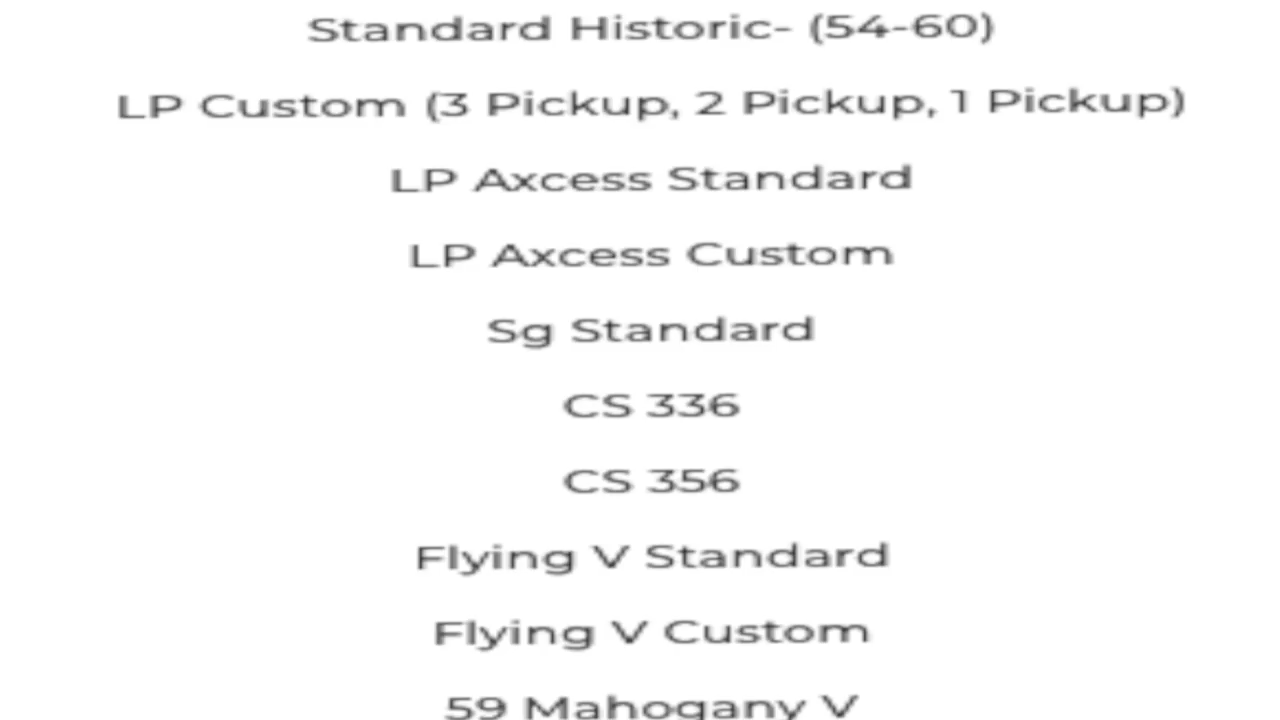 Standard Historic- (54-60)
LP Custom (3 Pickup, 2 Pickup, 1 Pickup)
LP Axcess Standard
LP Axcess Custom
Sg Standard
CS 336
CS 356
Flying V Standard
Flying V Custom
59 Mahogany V